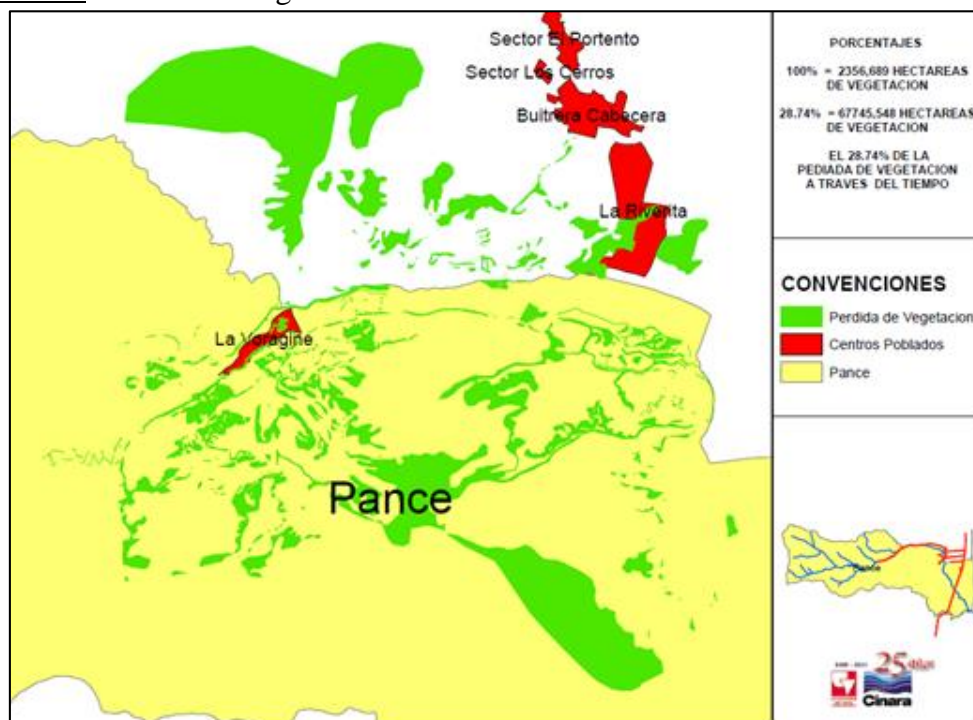 Sector El Portento
Sector Los Cerros
Buitrera Cabecera
La Riverita
La Voragine
Pance
PORCENTAJES
100% = 2356,689 HECTAREAS
DE VEGETACION
28.74% = 67745,548 HECTAREAS
DE VEGETACION
EL 28.74% DE LA
PEDIADA DE VEGETACION
A TRAVES DEL TIEMPO
CONVENCIONES
Perdida de Vegetacion
Centros Poblados
Pance
Pance
25 años
Cinara